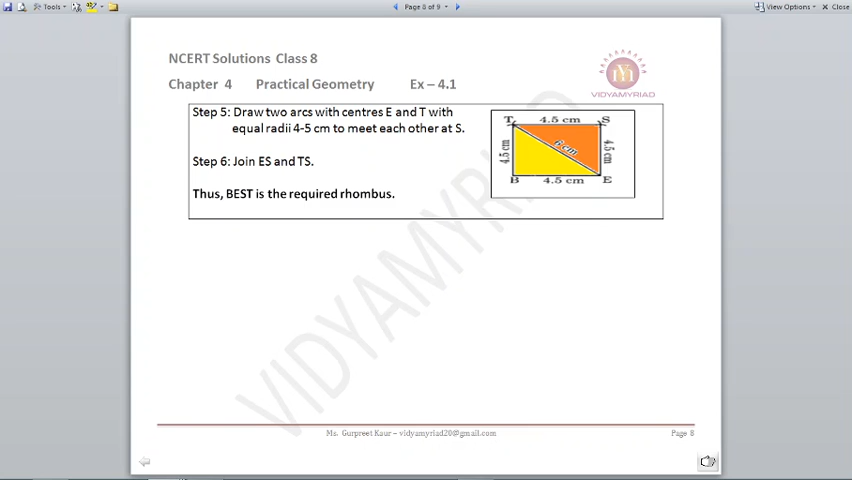 Tools
Page 8 of 9
View Options
Close
NCERT Solutions Class 8
Chapter 4 Practical Geometry Ex – 4.1
VIDYAMYRIAD
Step 5: Draw two arcs with centres E and T with
equal radii 4-5 cm to meet each other at S.
Step 6: Join ES and TS.
Thus, BEST is the required rhombus.
T 4.5 cm S
4.5 cm
6 cm
4.5 cm
B 4.5 cm E
VIDYAMYRIAD
Ms. Gurpreet Kaur – vidyamyriad20@gmail.com
Page 8